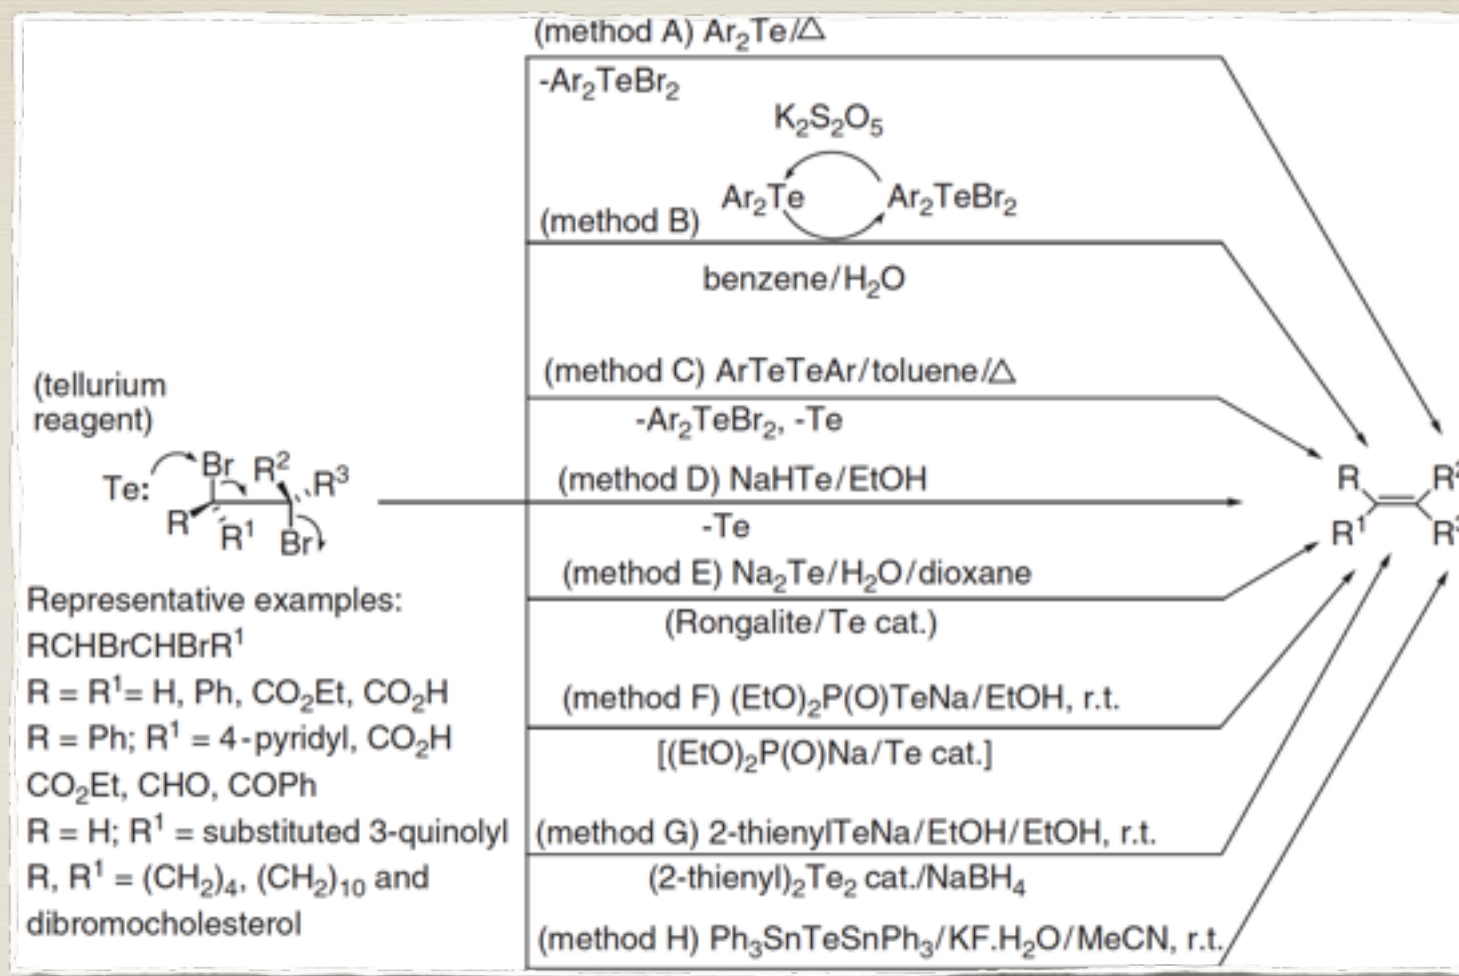 (method A) Ar₂Te/△
-Ar₂TeBr₂
K₂S₂O₅
Ar₂Te Ar₂TeBr₂
(method B)
benzene/H₂O
(method C) ArTeTeAr/toluene/△
-Ar₂TeBr₂, -Te
(tellurium
reagent)
Te:
Br R² R³
R R¹ Br
(method D) NaHTe/EtOH
-Te
R
R¹
(method E) Na₂Te/H₂O/dioxane
(Rongalite/Te cat.)
Representative examples:
RCHBrCHBrR¹
R = R¹= H, Ph, CO₂Et, CO₂H
R = Ph; R¹ = 4-pyridyl, CO₂H
CO₂Et, CHO, COPh
R = H; R¹ = substituted 3-quinolyl
R, R¹ = (CH₂)₄, (CH₂)₁₀ and
dibromocholesterol
(method F) (EtO)₂P(O)TeNa/EtOH, r.t.
[(EtO)₂P(O)Na/Te cat.]
(method G) 2-thienylTeNa/EtOH/EtOH, r.t.
(2-thienyl)₂Te₂ cat./NaBH₄
(method H) Ph₃SnTeSnPh₃/KF.H₂O/MeCN, r.t.